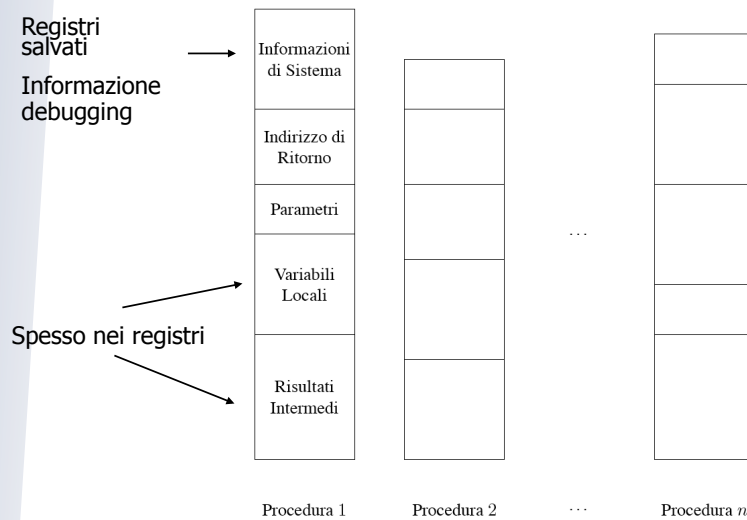 Registri
salvati
Informazione
debugging
Spesso nei registri
Informazioni
di Sistema
Indirizzo di
Ritorno
Parametri
Variabili
Locali
Risultati
Intermedi
...
Procedura 1
Procedura 2
...
Procedura n